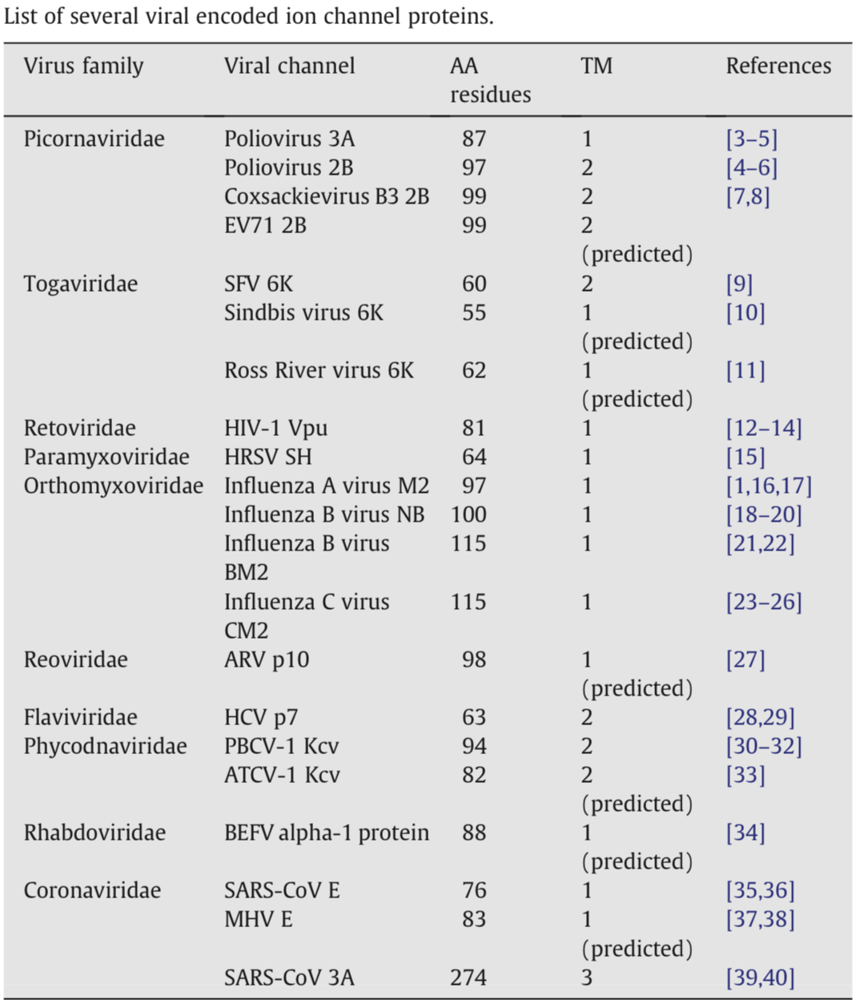 List of several viral encoded ion channel proteins.
Virus family Viral channel AA TM References
residues
Picornaviridae Poliovirus 3A 87 1 [3–5]
Poliovirus 2B 97 2 [4–6]
Coxsackievirus B3 2B 99 2 [7,8]
EV71 2B 99 2
(predicted)
Togaviridae SFV 6K 60 2 [9]
Sindbis virus 6K 55 1 [10]
(predicted)
Ross River virus 6K 62 1 [11]
(predicted)
Retoviridae HIV-1 Vpu 81 1 [12–14]
Paramyxoviridae HRSV SH 64 1 [15]
Orthomyxoviridae Influenza A virus M2 97 1 [1,16,17]
Influenza B virus NB 100 1 [18–20]
Influenza B virus 115 1 [21,22]
BM2
Influenza C virus 115 1 [23–26]
CM2
Reoviridae ARV p10 98 1 [27]
(predicted)
Flaviviridae HCV p7 63 2 [28,29]
Phycodnaviridae PBCV-1 Kcv 94 2 [30–32]
ATCV-1 Kcv 82 2 [33]
(predicted)
Rhabdoviridae BEFV alpha-1 protein 88 1 [34]
(predicted)
Coronaviridae SARS-CoV E 76 1 [35,36]
MHV E 83 1 [37,38]
(predicted)
SARS-CoV 3A 274 3 [39,40]